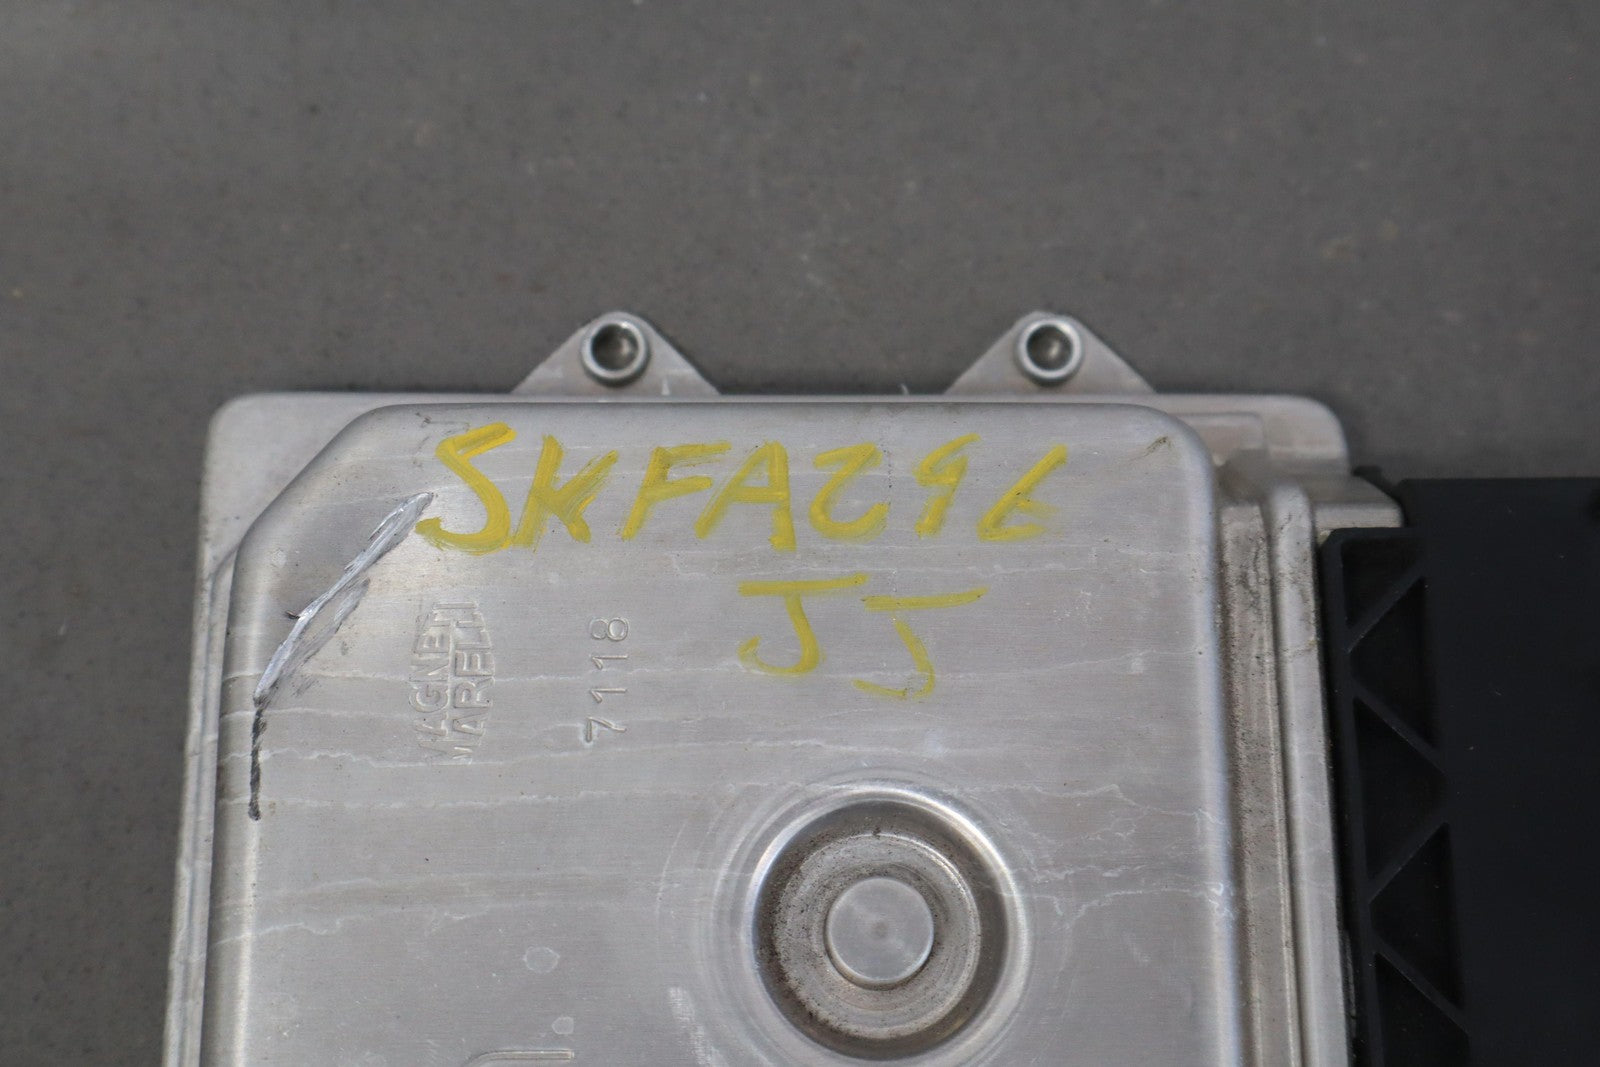 SKFA296
JJ
MAGNETI
MARELLI
7118